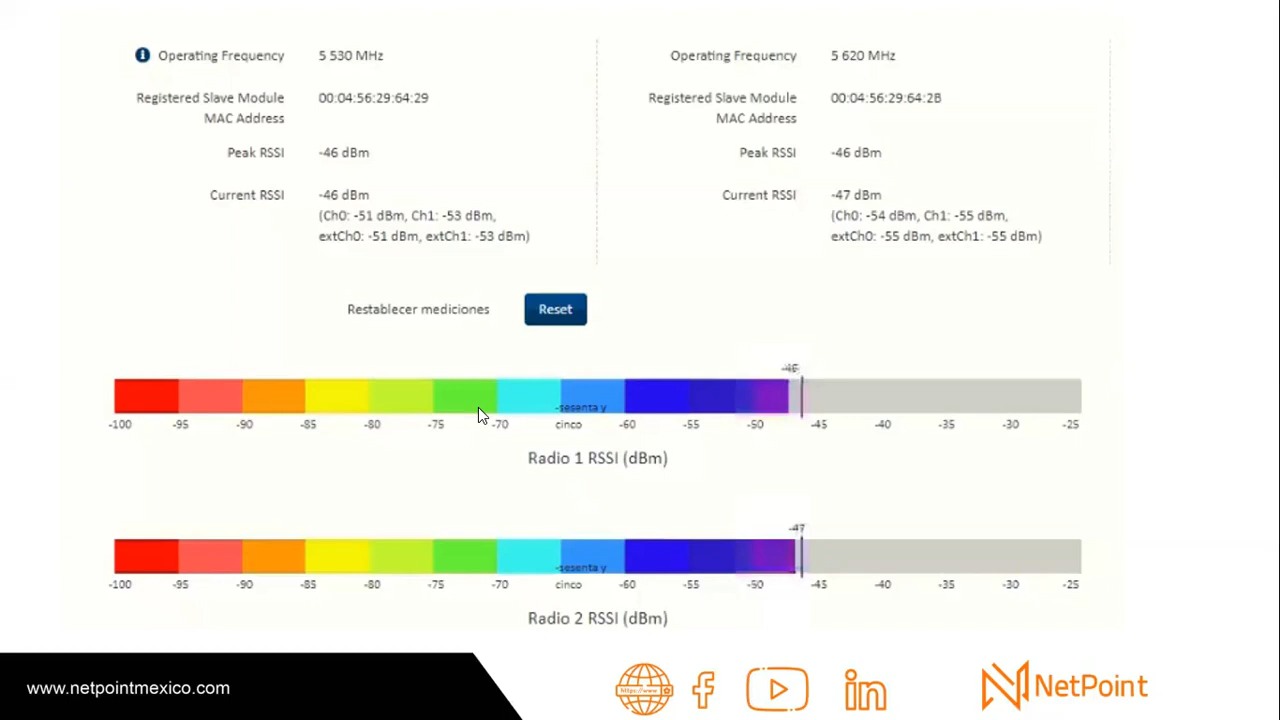 Operating Frequency 5 530 MHz
Registered Slave Module 00:04:56:29:64:29
MAC Address
Peak RSSI -46 dBm
Current RSSI -46 dBm
(Ch0: -51 dBm, Ch1: -53 dBm,
extCh0: -51 dBm, extCh1: -53 dBm)
Operating Frequency 5 620 MHz
Registered Slave Module 00:04:56:29:64:2B
MAC Address
Peak RSSI -46 dBm
Current RSSI -47 dBm
(Ch0: -54 dBm, Ch1: -55 dBm,
extCh0: -55 dBm, extCh1: -55 dBm)
Restablecer mediciones Reset
-46
-sesenta y
-100 -95 -90 -85 -80 -75 -70 cinco -60 -55 -50 -45 -40 -35 -30 -25
Radio 1 RSSI (dBm)
-47
-sesenta y
-100 -95 -90 -85 -80 -75 -70 cinco -60 -55 -50 -45 -40 -35 -30 -25
Radio 2 RSSI (dBm)
www.netpointmexico.com https://www NetPoint